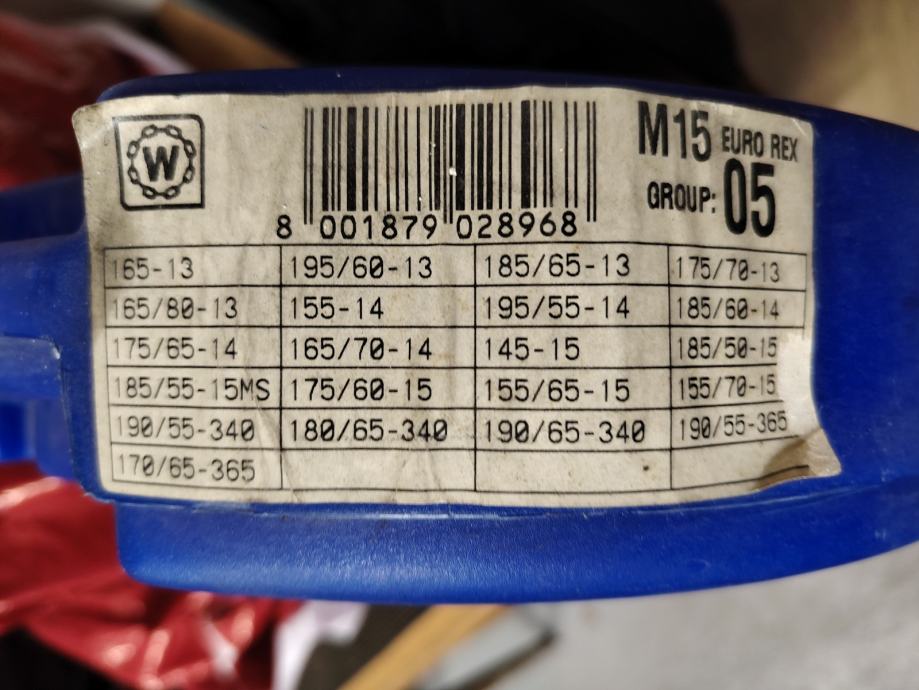 W
M15 EURO REX
GROUP: 05
8 001879 028968
165-13 195/60-13 185/65-13 175/70-13
165/80-13 155-14 195/55-14 185/60-14
175/65-14 165/70-14 145-15 185/50-15
185/55-15MS 175/60-15 155/65-15 155/70-15
190/55-340 180/65-340 190/65-340 190/55-365
170/65-365